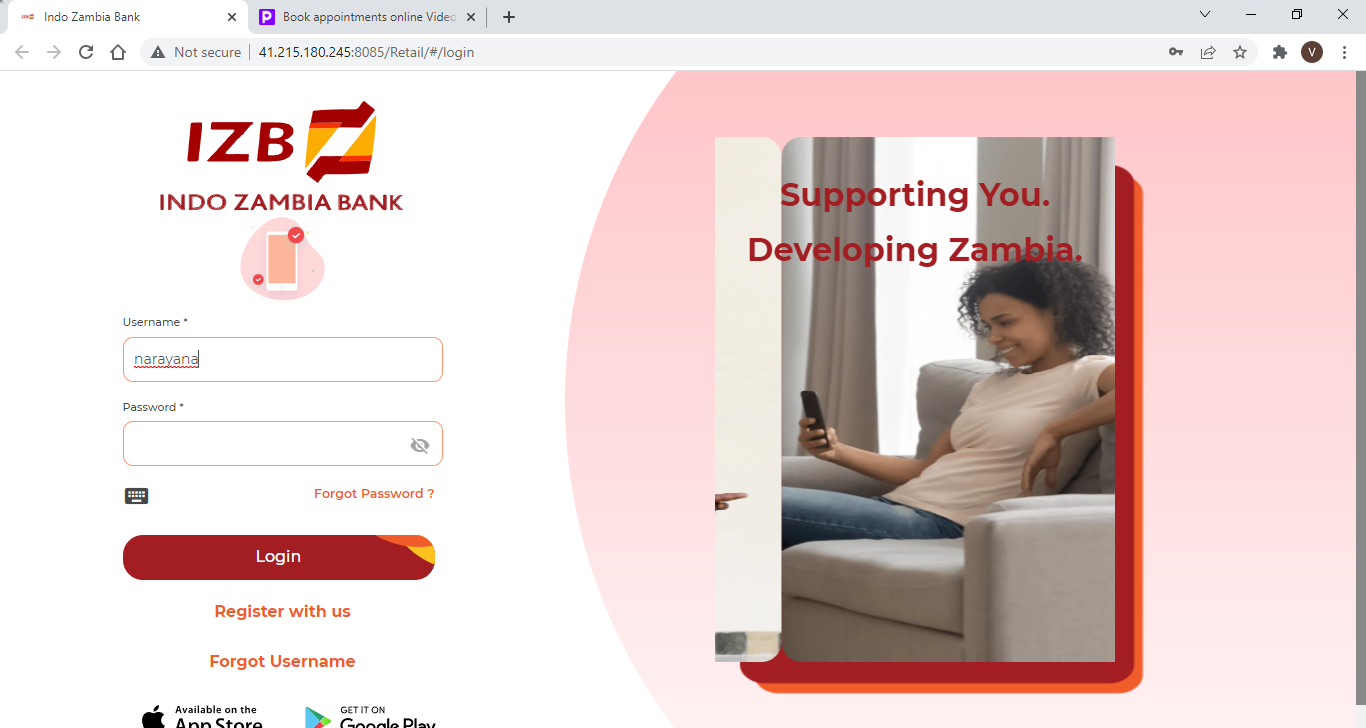 Indo Zambia Bank
Book appointments online Video
Not secure
41.215.180.245:8085/Retail/#/login
V
IZB
INDO ZAMBIA BANK
Username *
narayana
Password *
Forgot Password ?
Login
Register with us
Forgot Username
Available on the
App Store
GET IT ON
Google Play
Supporting You.
Developing Zambia.